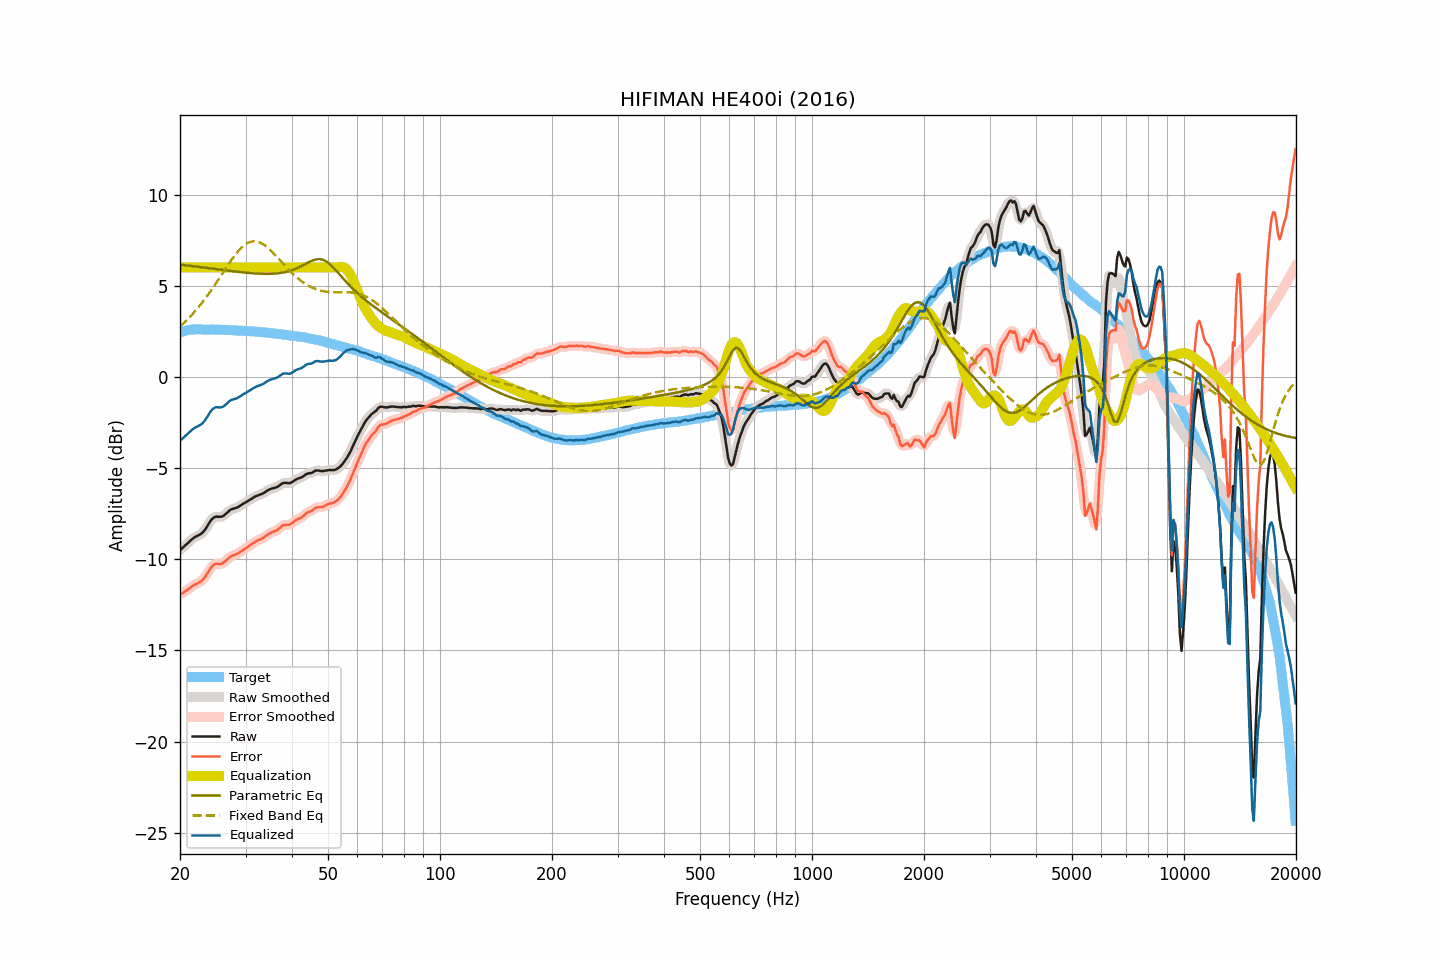 HIFIMAN HE400i (2016)
10
5
0
−5
−10
−15
−20
−25
Amplitude (dBr)
Target
Raw Smoothed
Error Smoothed
Raw
Error
Equalization
Parametric Eq
Fixed Band Eq
Equalized
20 50 100 200 500 1000 2000 5000 10000 20000
Frequency (Hz)